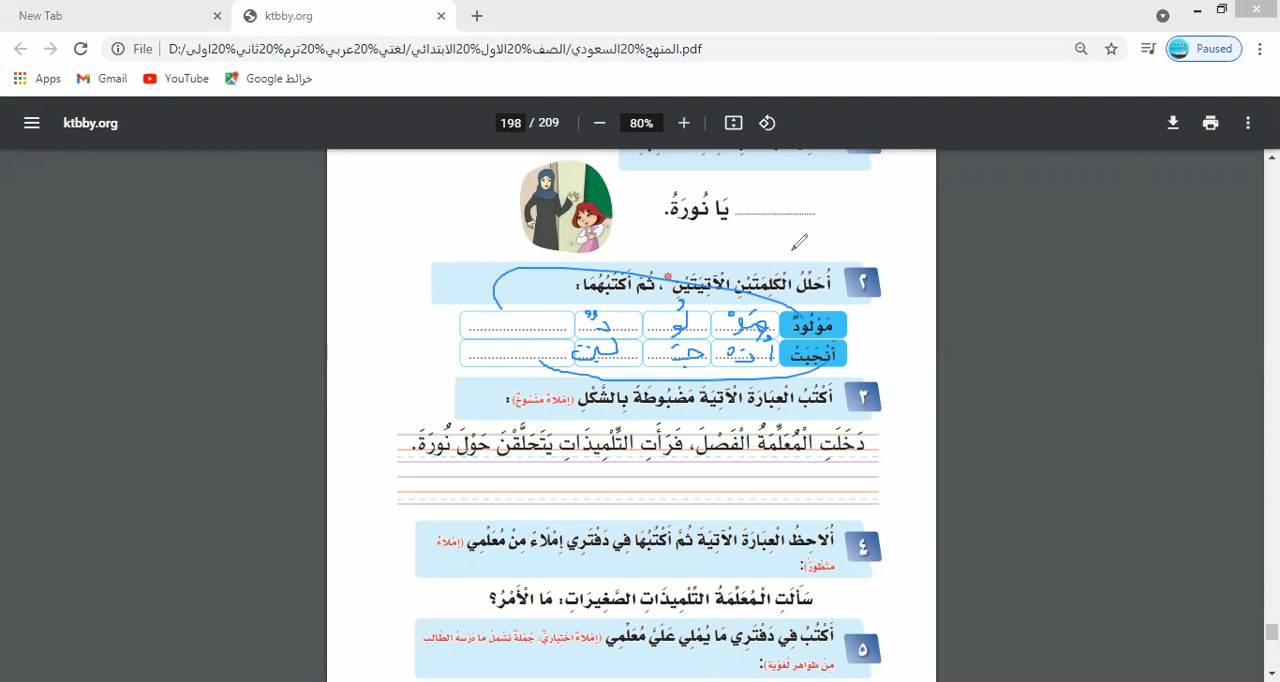 New Tab
ktbby.org
File D:/المنهج%20السعودي/الصف%20الاول%20الابتدائي/لغتي%20عربي%20ترم%20ثاني%20اولى.pdf
Paused
Apps Gmail YouTube خرائط Google
ktbby.org 198 / 209 80%
يَا نُورَةُ.
٢ أُحَلِّلُ الْكَلِمَتَيْنِ الْآتِيَتَيْنِ*، ثُمَّ أَكْتُبُهُمَا:
مَوْلُودٌ مَوْ لُو دٌ
أَنْجَبَتْ أَنْ جَ بَتْ
٣ أَكْتُبُ الْعِبَارَةَ الْآتِيَةَ مَضْبُوطَةً بِالشَّكْلِ (إِمْلَاءٌ مَنْسُوخٌ):
دَخَلَتِ الْمُعَلِّمَةُ الْفَصْلَ، فَرَأَتِ التِّلْمِيذَاتِ يَتَحَلَّقْنَ حَوْلَ نُورَةَ.
٤ أُلَاحِظُ الْعِبَارَةَ الْآتِيَةَ ثُمَّ أَكْتُبُهَا فِي دَفْتَرِي إِمْلَاءً مِنْ مُعَلِّمِي (إِمْلَاءٌ
مَنْظُورٌ):
سَأَلَتِ الْمُعَلِّمَةُ التِّلْمِيذَاتِ الصَّغِيرَاتِ: مَا الْأَمْرُ؟
٥ أَكْتُبُ فِي دَفْتَرِي مَا يُمْلِي عَلَيَّ مُعَلِّمِي (إِمْلَاءٌ اخْتِبَارِيٌّ: جُمْلَةٌ تَشْمَلُ مَا دَرَسَهُ الطَّالِبُ
مِنْ ظَوَاهِرَ لُغَوِيَّةٍ):